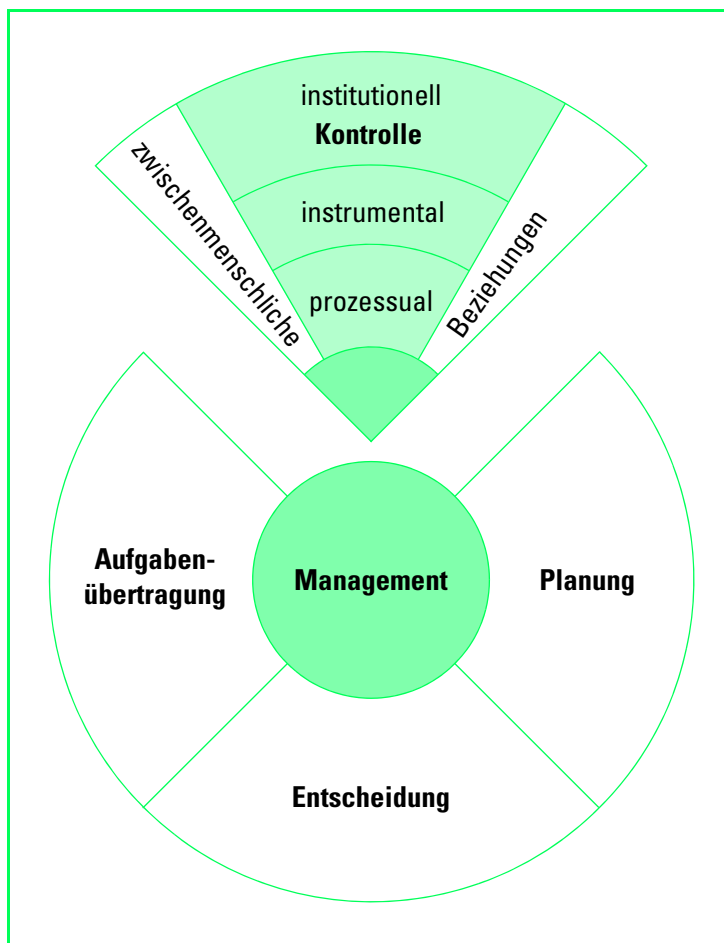 institutionell
Kontrolle
zwischenmenschliche
instrumental
Beziehungen
prozessual
Aufgaben-
übertragung
Management
Planung
Entscheidung